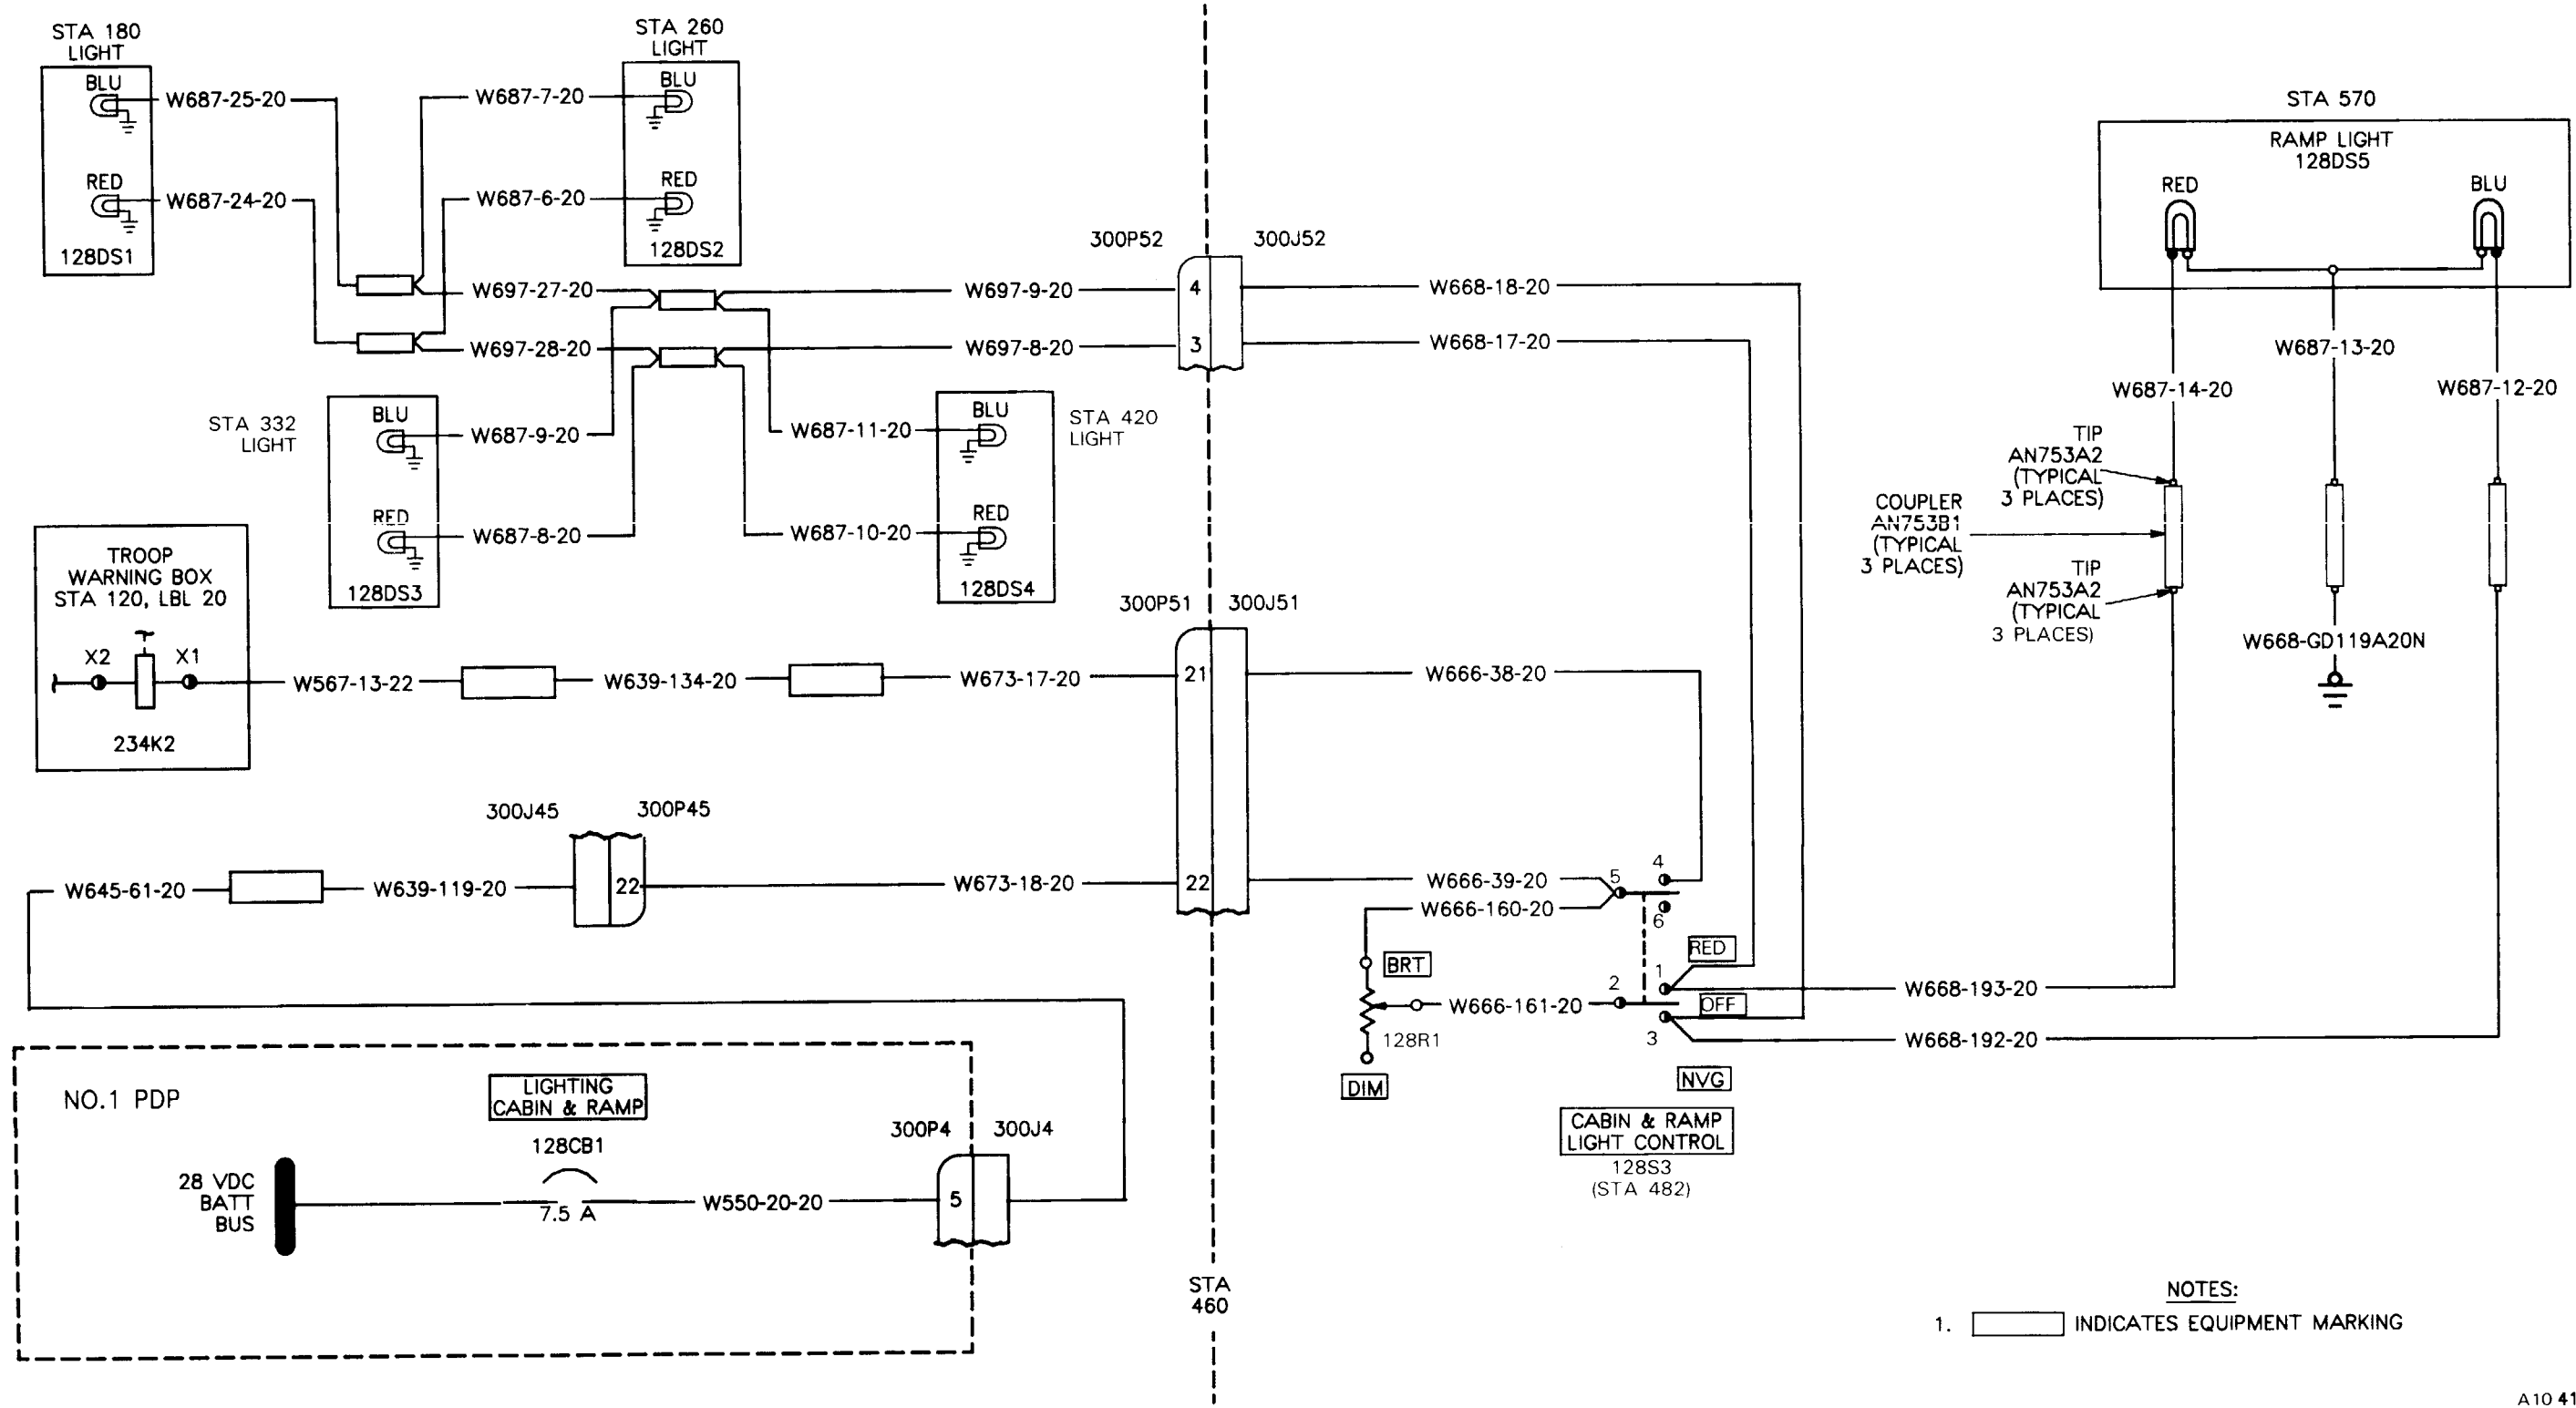 STA 180
LIGHT
BLU
W687-25-20
RED
W687-24-20
128DS1
STA 260
LIGHT
BLU
W687-7-20
RED
W687-6-20
128DS2
W697-27-20
W697-28-20
W697-9-20
W697-8-20
300P52
300J52
4
3
W668-18-20
W668-17-20
STA 332
LIGHT
BLU
W687-9-20
RED
W687-8-20
128DS3
STA 420
LIGHT
BLU
W687-11-20
RED
W687-10-20
128DS4
STA 570
RAMP LIGHT
128DS5
RED
BLU
W687-14-20
W687-13-20
W687-12-20
TIP
AN753A2
(TYPICAL
3 PLACES)
COUPLER
AN753B1
(TYPICAL
3 PLACES)
TIP
AN753A2
(TYPICAL
3 PLACES)
W668-GD119A20N
TROOP
WARNING BOX
STA 120, LBL 20
X2
X1
234K2
W567-13-22
W639-134-20
W673-17-20
300P51
300J51
21
22
W666-38-20
300J45
300P45
W645-61-20
W639-119-20
22
W673-18-20
W666-39-20
W666-160-20
5
4
6
RED
1
2
OFF
3
BRT
W666-161-20
128R1
DIM
NVG
W668-193-20
W668-192-20
CABIN & RAMP
LIGHT CONTROL
128S3
(STA 482)
NO.1 PDP
LIGHTING
CABIN & RAMP
128CB1
7.5 A
28 VDC
BATT
BUS
W550-20-20
300P4
300J4
5
STA
460
NOTES:
1. INDICATES EQUIPMENT MARKING
A10 41